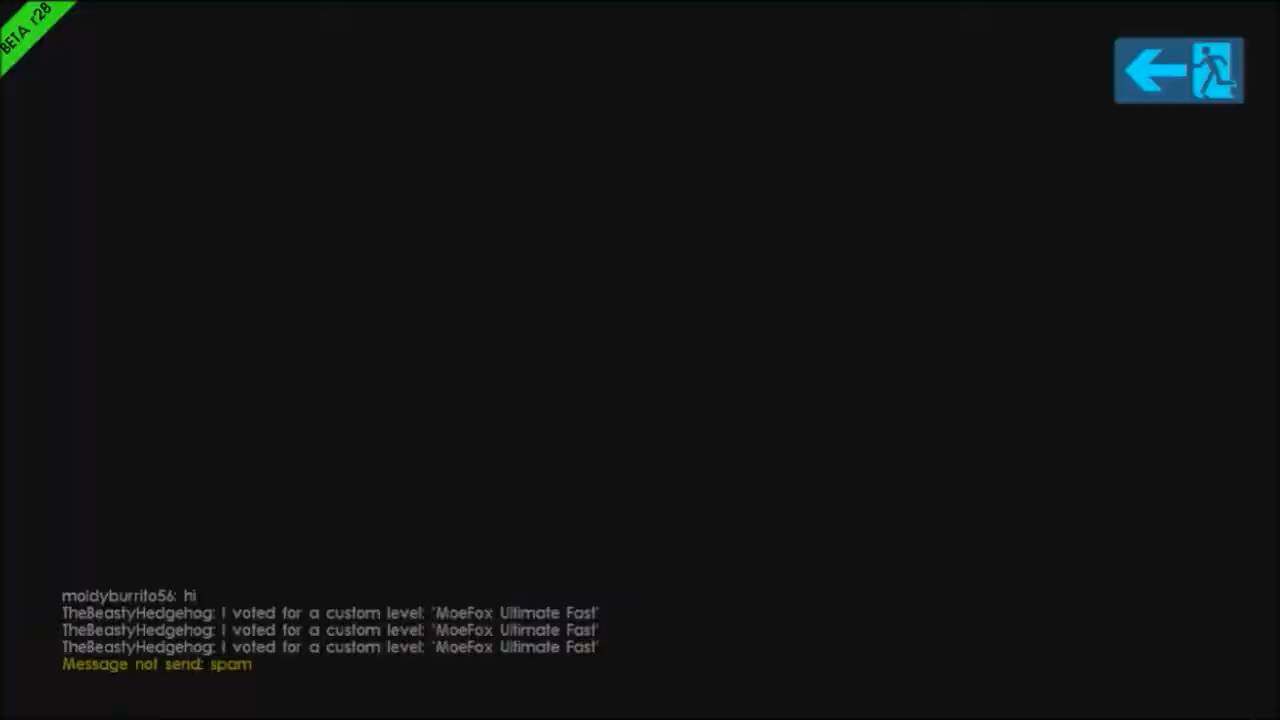 BETA r28
moldyburrito56: hi
TheBeastyHedgehog: I voted for a custom level: 'MoeFox Ultimate Fast'
TheBeastyHedgehog: I voted for a custom level: 'MoeFox Ultimate Fast'
TheBeastyHedgehog: I voted for a custom level: 'MoeFox Ultimate Fast'
Message not send: spam